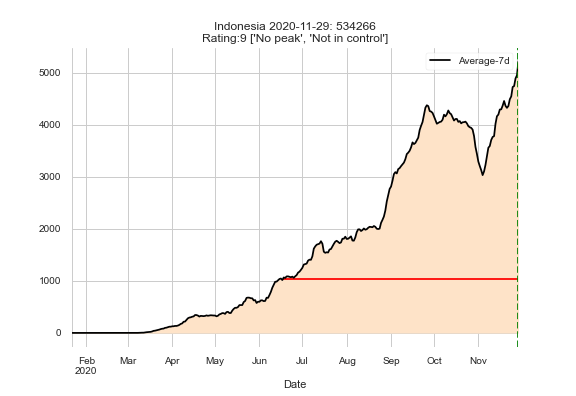 Indonesia 2020-11-29: 534266
Rating:9 ['No peak', 'Not in control']
Average-7d
5000
4000
3000
2000
1000
0
Feb Mar Apr May Jun Jul Aug Sep Oct Nov
2020
Date